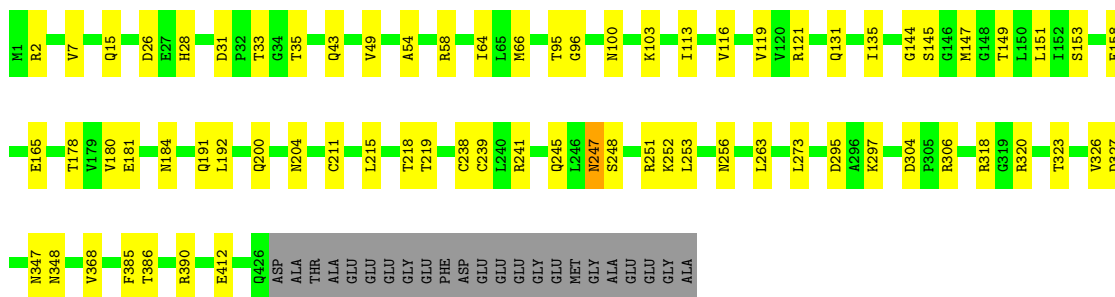 M1 R2 V7 Q15 D26 E27 H28 D31 P32 T33 G34 T35 Q43 V49 A54 R58 I64 L65 M66 T95 G96 N100 K103 I113 V116 V119 V120 R121 Q131 I135 G144 S145 G146 M147 G148 T149 L150 L151 I152 S153
E165 T178 V179 V180 E181 N184 Q191 L192 Q200 N204 C211 L215 T218 T219 C238 C239 L240 R241 Q245 L246 N247 S248 R251 K252 L253 N256 L263 L273 D295 A296 K297 D304 P305 R306 R318 G319 R320 T323 V326
N347 N348 V368 F385 T386 R390 E412 Q426 ASP ALA THR ALA GLU GLU GLU GLY GLU PHE ASP GLU GLU GLU GLY GLU MET GLY ALA GLU GLU GLY ALA